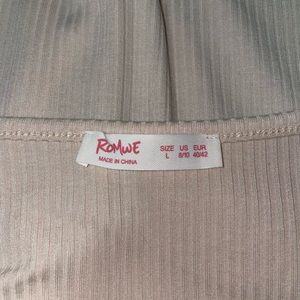 ROMWE
MADE IN CHINA
SIZE US EUR
L 8/10 40/42